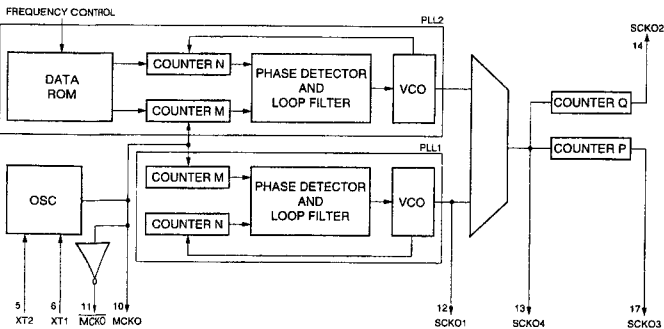 FREQUENCY CONTROL
PLL2
SCKO2
14
DATA
ROM
COUNTER N
COUNTER M
PHASE DETECTOR
AND
LOOP FILTER
VCO
COUNTER Q
COUNTER P
PLL1
OSC
COUNTER M
COUNTER N
PHASE DETECTOR
AND
LOOP FILTER
VCO
5
XT2
6
XT1
11
MCKO
10
MCKO
12
SCKO1
13
SCKO4
17
SCKO3